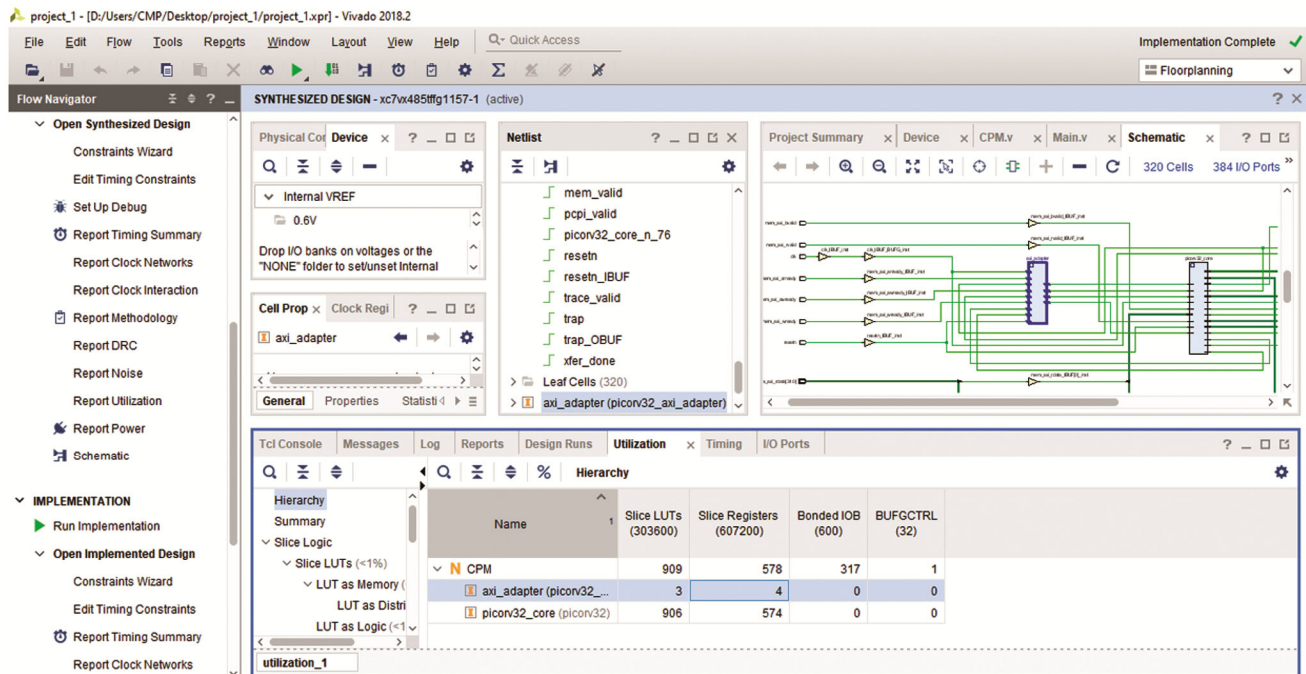 project_1 - [D:/Users/CMP/Desktop/project_1/project_1.xpr] - Vivado 2018.2
File Edit Flow Tools Reports Window Layout View Help Quick Access
Implementation Complete
Floorplanning
Flow Navigator
SYNTHESIZED DESIGN - xc7vx485tffg1157-1 (active)
Open Synthesized Design
Constraints Wizard
Edit Timing Constraints
Set Up Debug
Report Timing Summary
Report Clock Networks
Report Clock Interaction
Report Methodology
Report DRC
Report Noise
Report Utilization
Report Power
Schematic
IMPLEMENTATION
Run Implementation
Open Implemented Design
Constraints Wizard
Edit Timing Constraints
Report Timing Summary
Report Clock Networks
Physical Cor Device
Internal VREF
0.6V
Drop I/O banks on voltages or the
"NONE" folder to set/unset Internal
Cell Prop Clock Regi
axi_adapter
General Properties Statisti
Netlist
mem_valid
pcpi_valid
picorv32_core_n_76
resetn
resetn_IBUF
trace_valid
trap
trap_OBUF
xfer_done
Leaf Cells (320)
axi_adapter (picorv32_axi_adapter)
Project Summary Device CPM.v Main.v Schematic
320 Cells 384 I/O Ports
axi_adapter
picorv32_core
Tcl Console Messages Log Reports Design Runs Utilization Timing I/O Ports
Hierarchy
Hierarchy
Summary
Slice Logic
Slice LUTs (<1%)
LUT as Memory (
LUT as Distri
LUT as Logic (<1
utilization_1
Name 1 Slice LUTs (303600) Slice Registers (607200) Bonded IOB (600) BUFGCTRL (32)
N CPM 909 578 317 1
axi_adapter (picorv32_... 3 4 0 0
picorv32_core (picorv32) 906 574 0 0